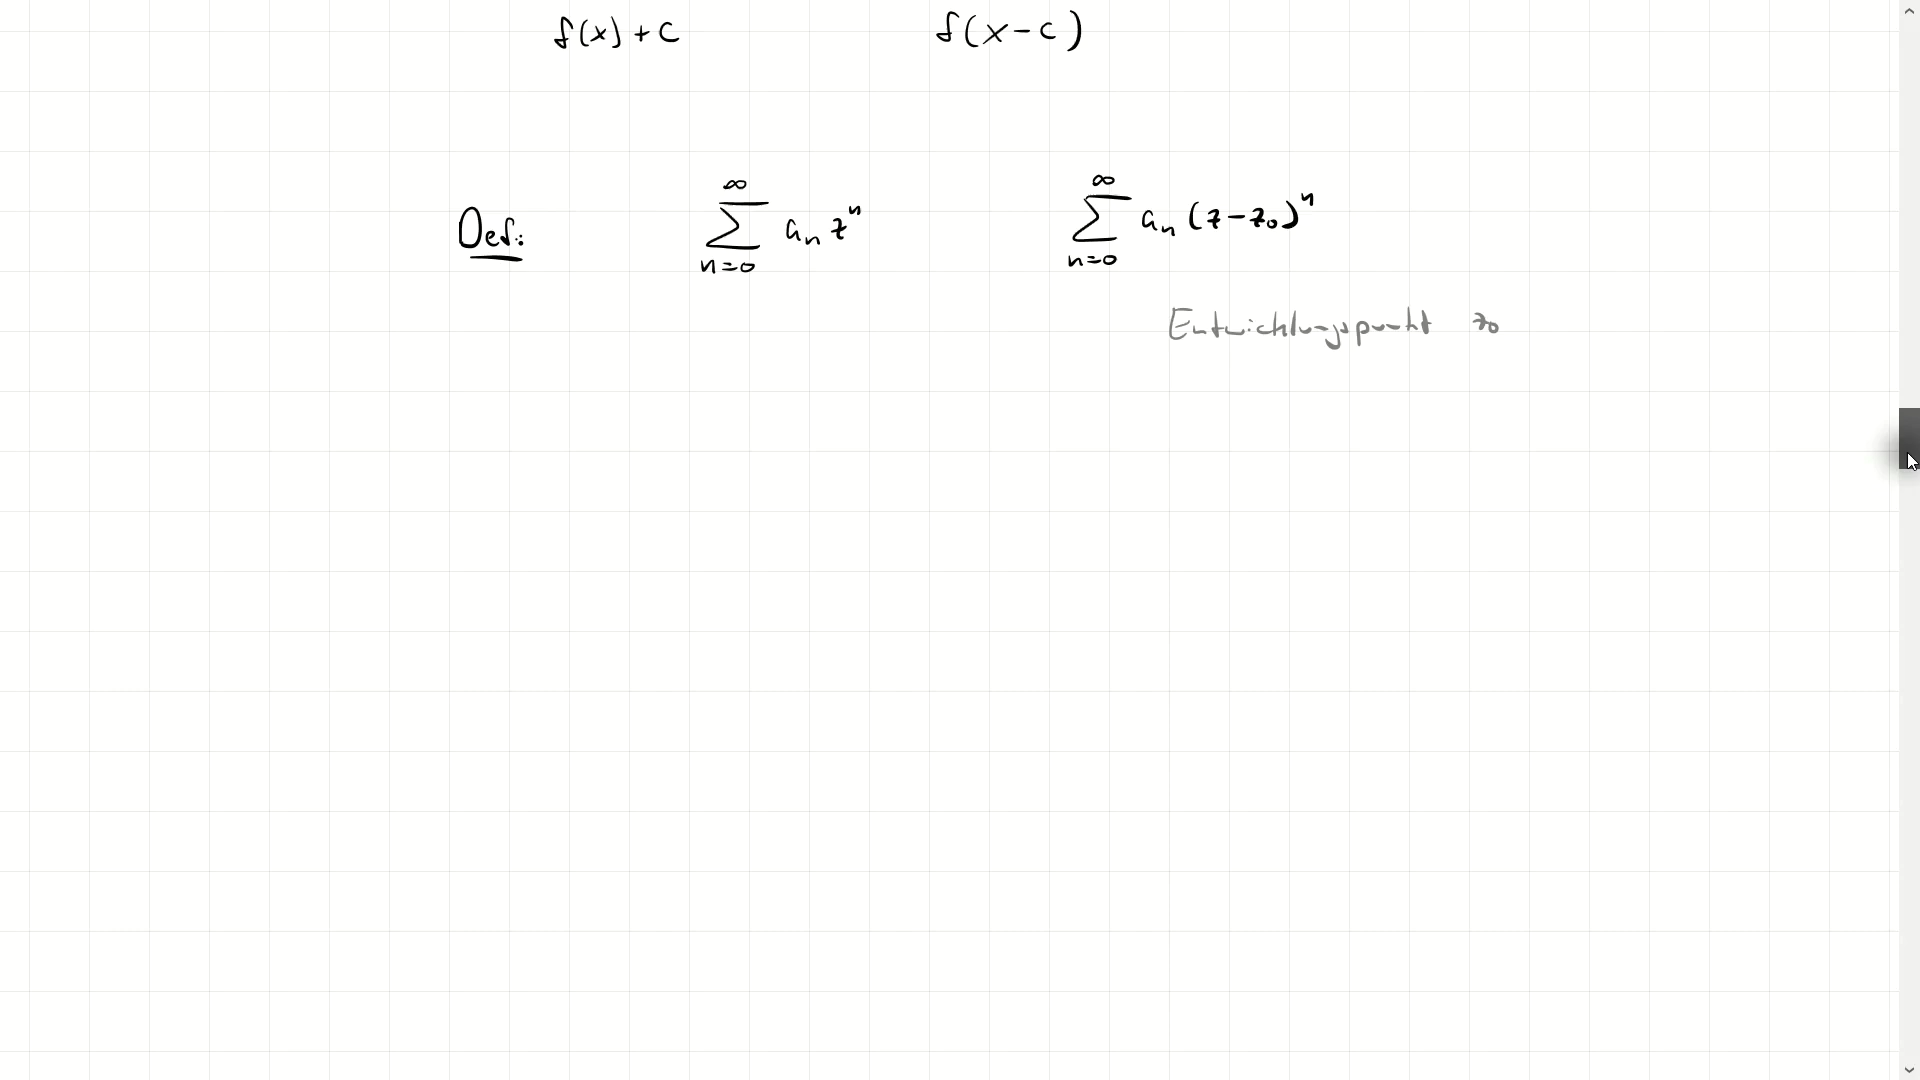 f(x) + c f(x-c)
Def.: ∑_{n=0}^{∞} a_n z^n ∑_{n=0}^{∞} a_n (z-z_0)^n
Entwicklungspunkt z_0